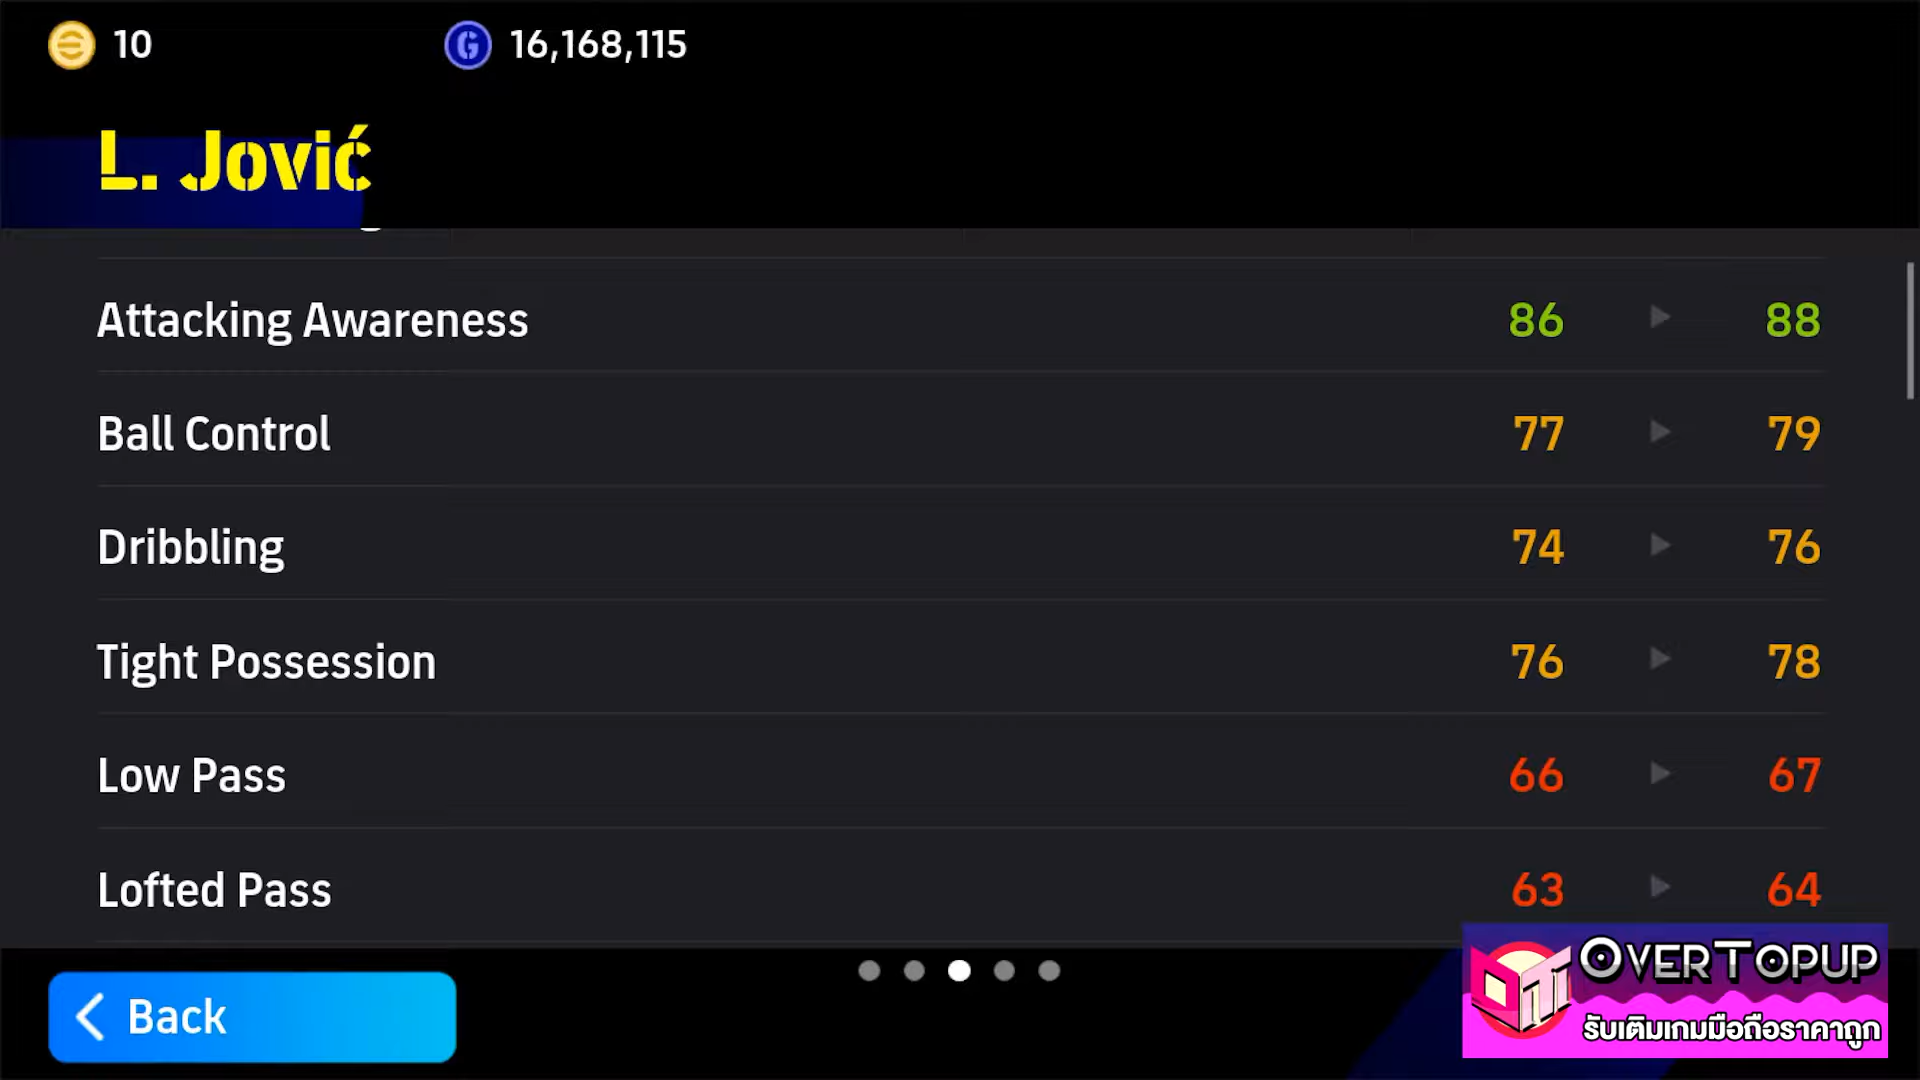 10
16,168,115
L. Jović
Attacking Awareness 86 88
Ball Control 77 79
Dribbling 74 76
Tight Possession 76 78
Low Pass 66 67
Lofted Pass 63 64
Back
OVERTOPUP
รับเติมเกมมือถือราคาถูก